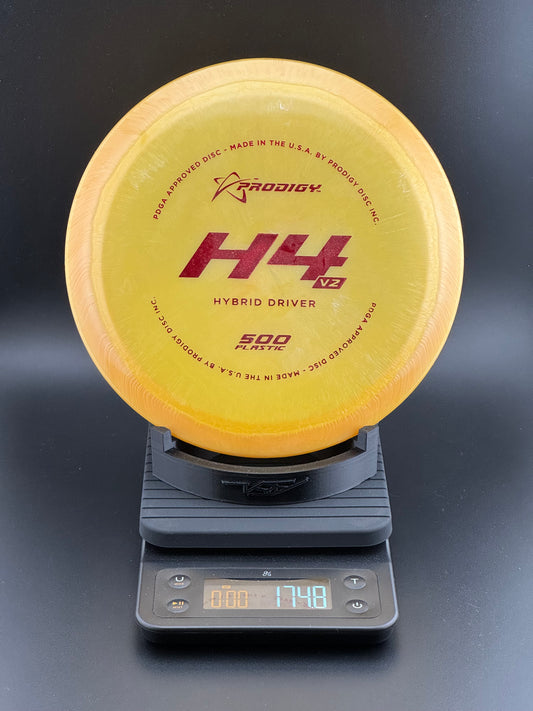 PDGA APPROVED DISC - MADE IN THE U.S.A. BY PRODIGY DISC INC.
PRODIGY
H4 V2
HYBRID DRIVER
500
PLASTIC
PDGA APPROVED DISC - MADE IN THE U.S.A. BY PRODIGY DISC INC.
U T
0:00 174.8